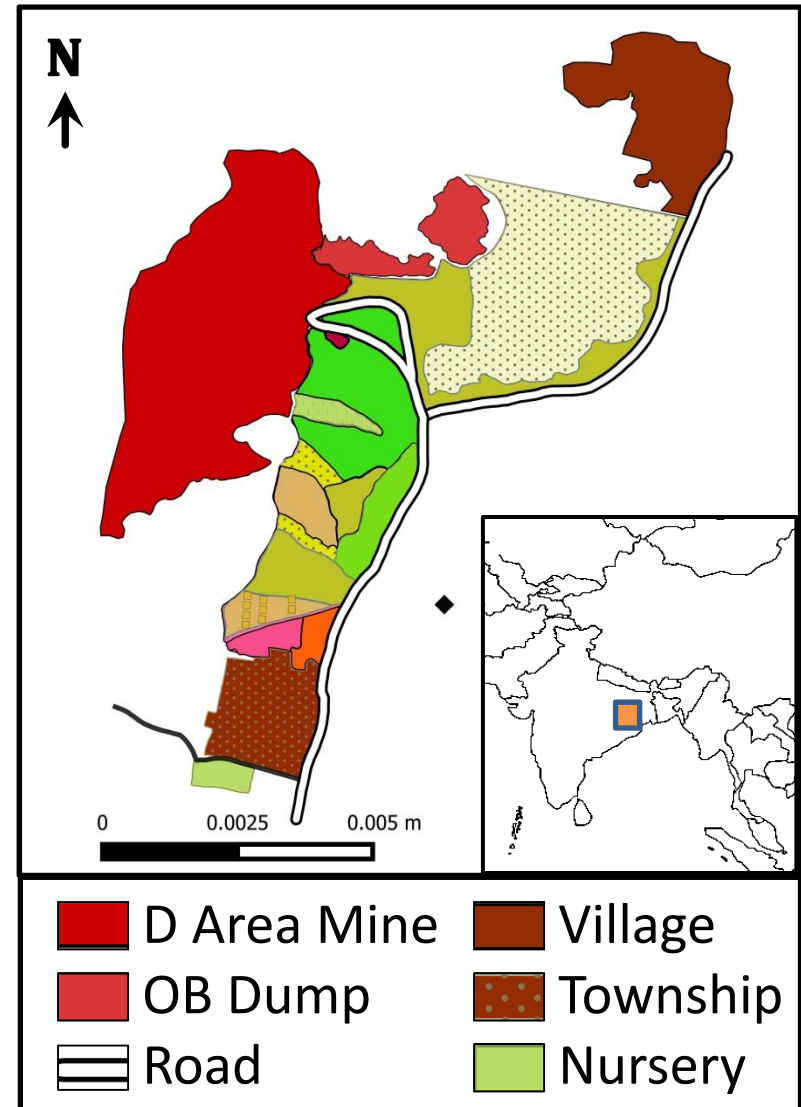 N
0 0.0025 0.005 m
D Area Mine Village
OB Dump Township
Road Nursery